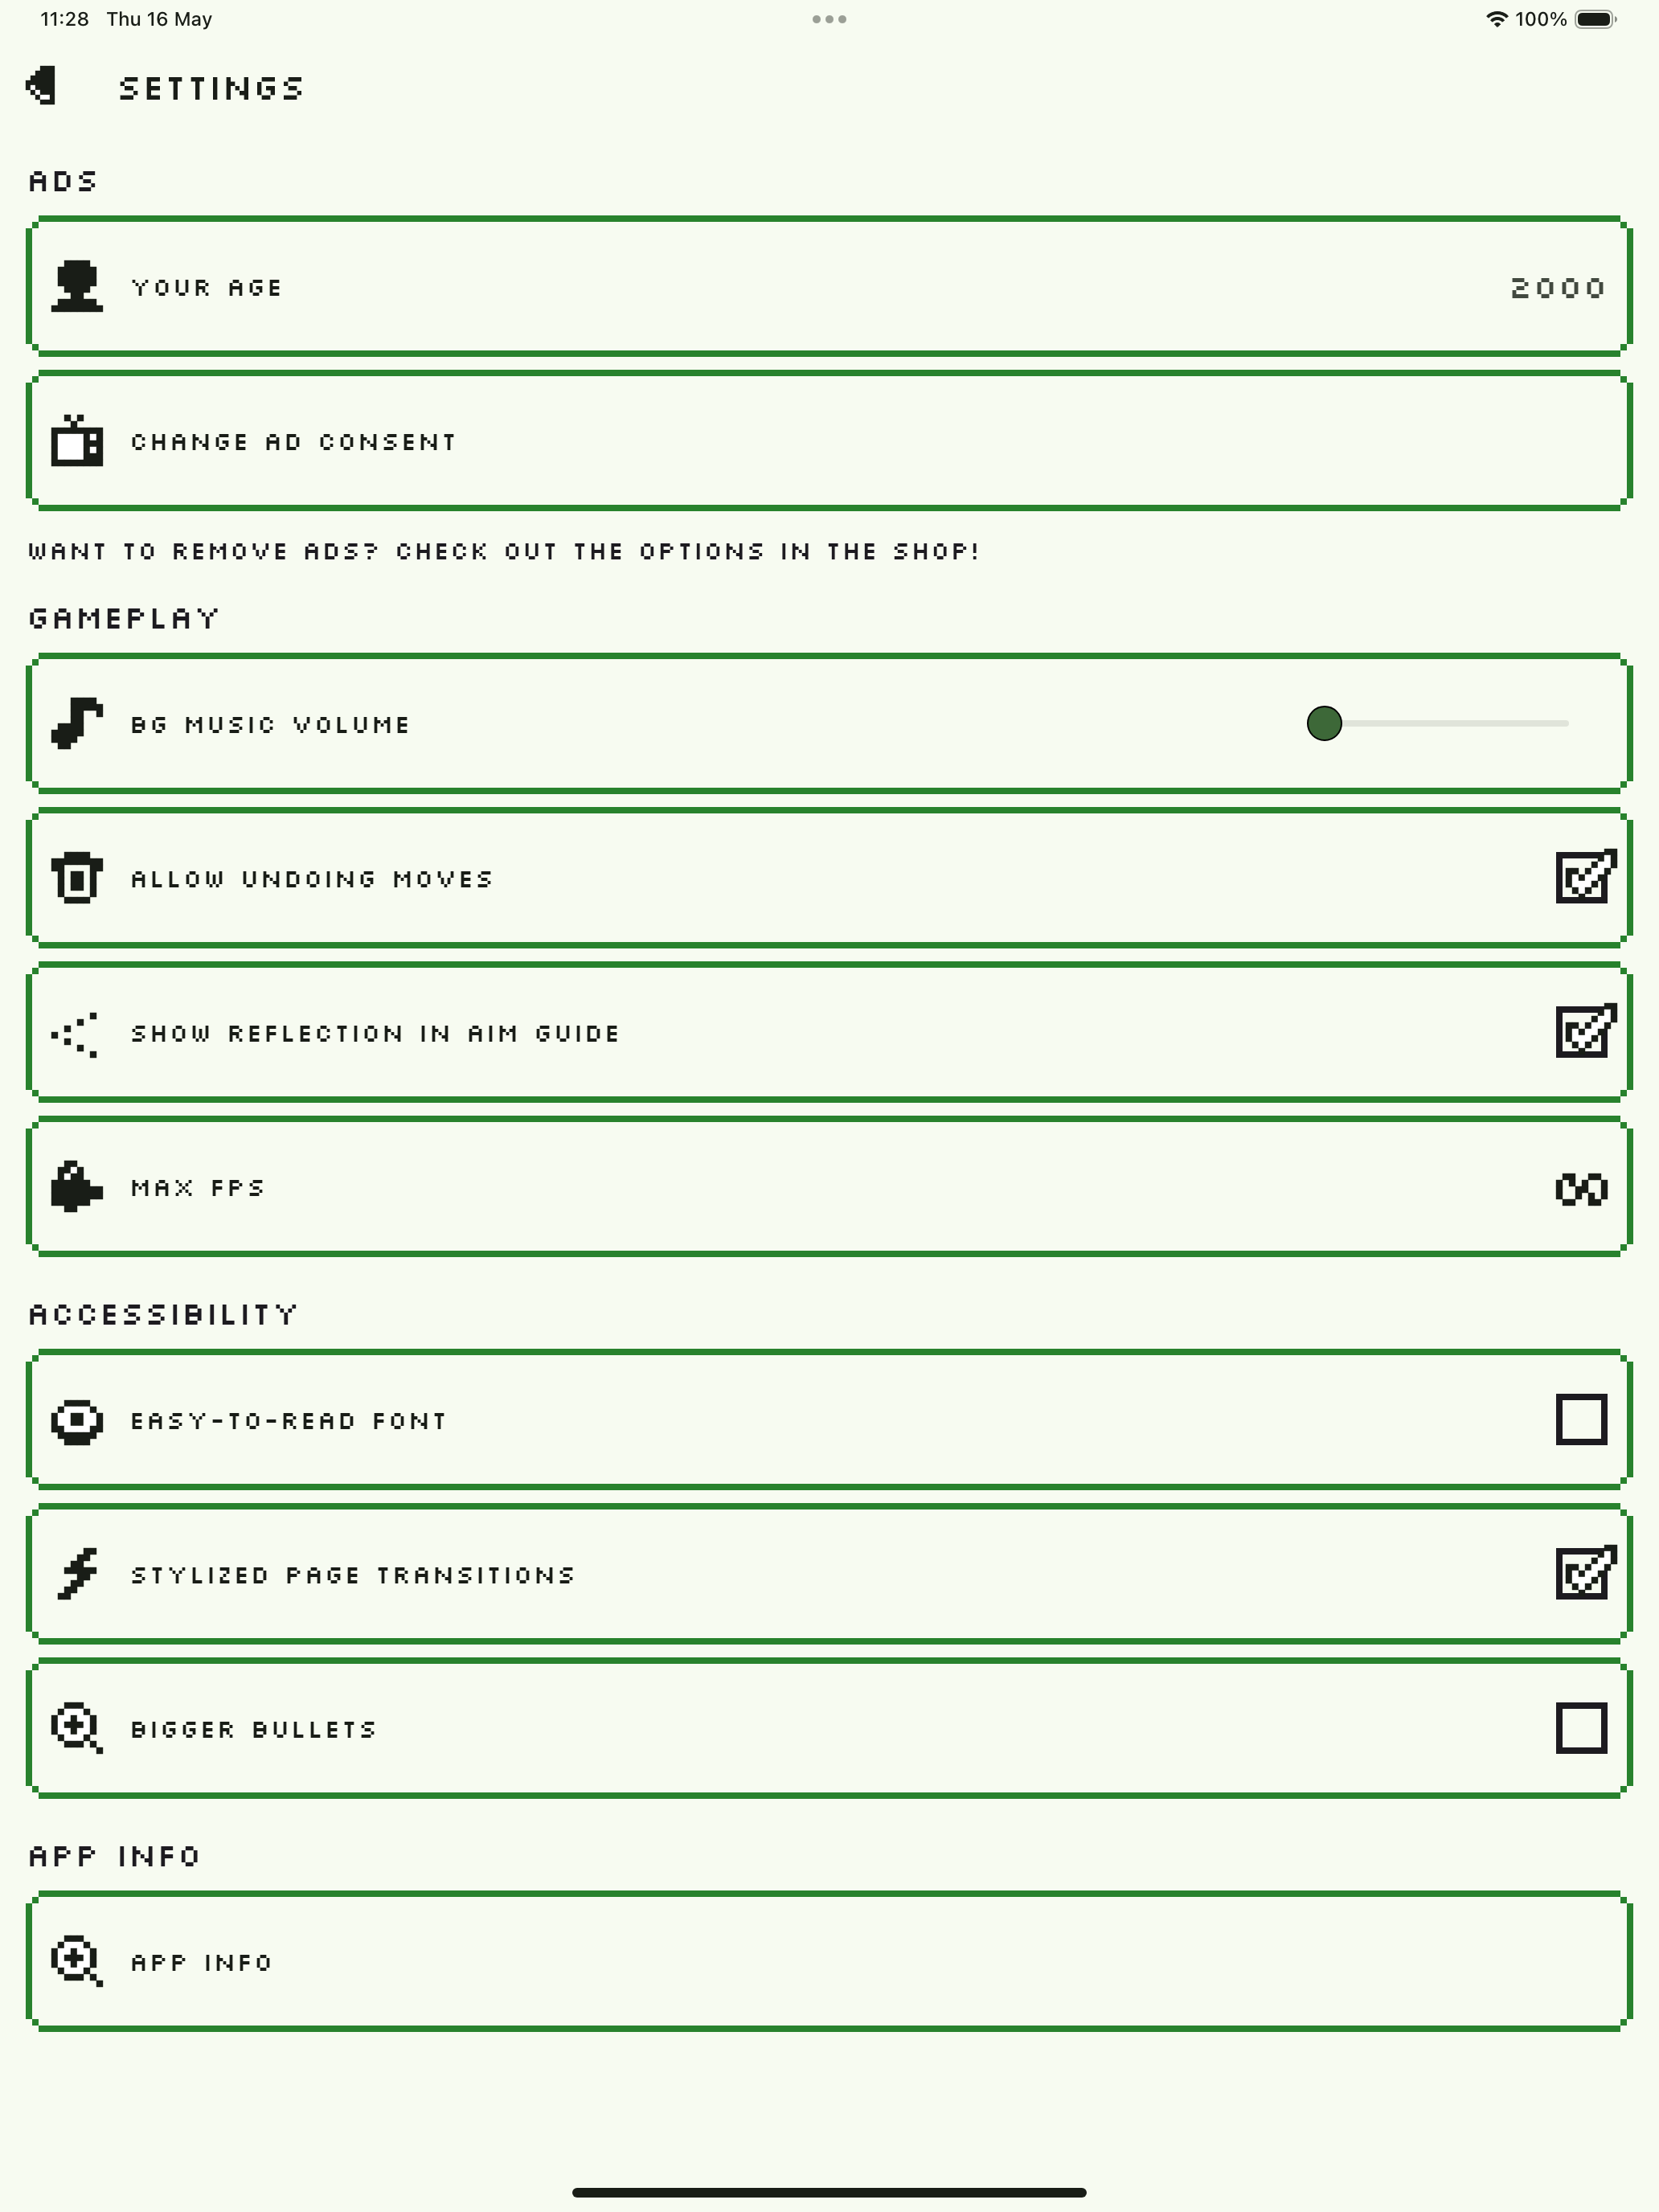 11:28 Thu 16 May 100%
SETTINGS
ADS
YOUR AGE 2000
CHANGE AD CONSENT
WANT TO REMOVE ADS? CHECK OUT THE OPTIONS IN THE SHOP!
GAMEPLAY
BG MUSIC VOLUME
ALLOW UNDOING MOVES
SHOW REFLECTION IN AIM GUIDE
MAX FPS ∞
ACCESSIBILITY
EASY-TO-READ FONT
STYLIZED PAGE TRANSITIONS
BIGGER BULLETS
APP INFO
APP INFO